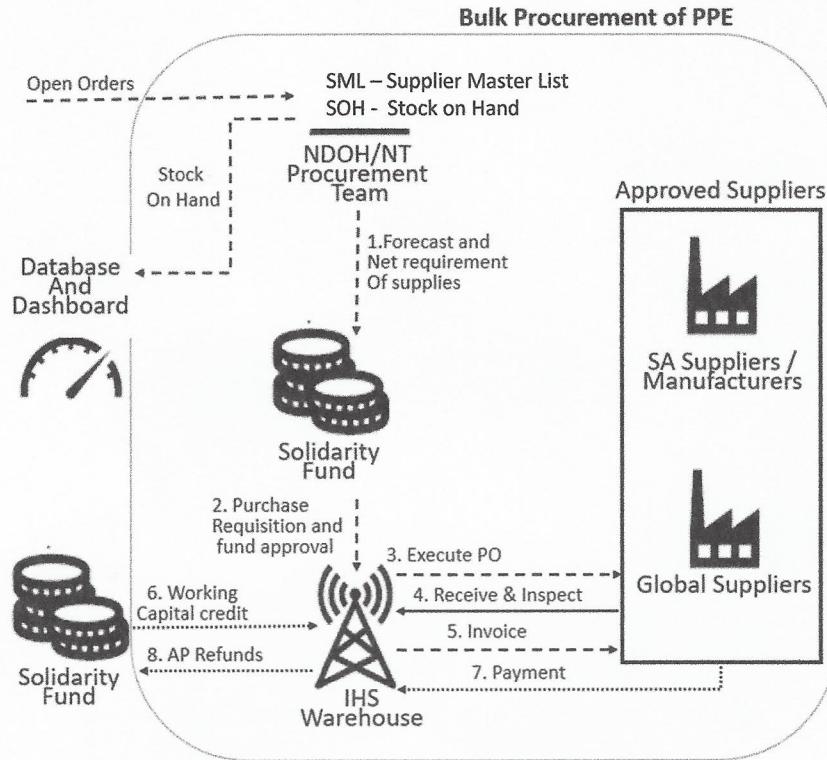 Bulk Procurement of PPE
Open Orders
SML – Supplier Master List
SOH - Stock on Hand
NDOH/NT
Procurement
Team
Stock
On Hand
Approved Suppliers
1.Forecast and
Net requirement
Of supplies
Database
And
Dashboard
SA Suppliers /
Manufacturers
Solidarity
Fund
2. Purchase
Requisition and
fund approval
3. Execute PO
Global Suppliers
4. Receive & Inspect
6. Working
Capital credit
5. Invoice
8. AP Refunds
7. Payment
Solidarity
Fund
IHS
Warehouse